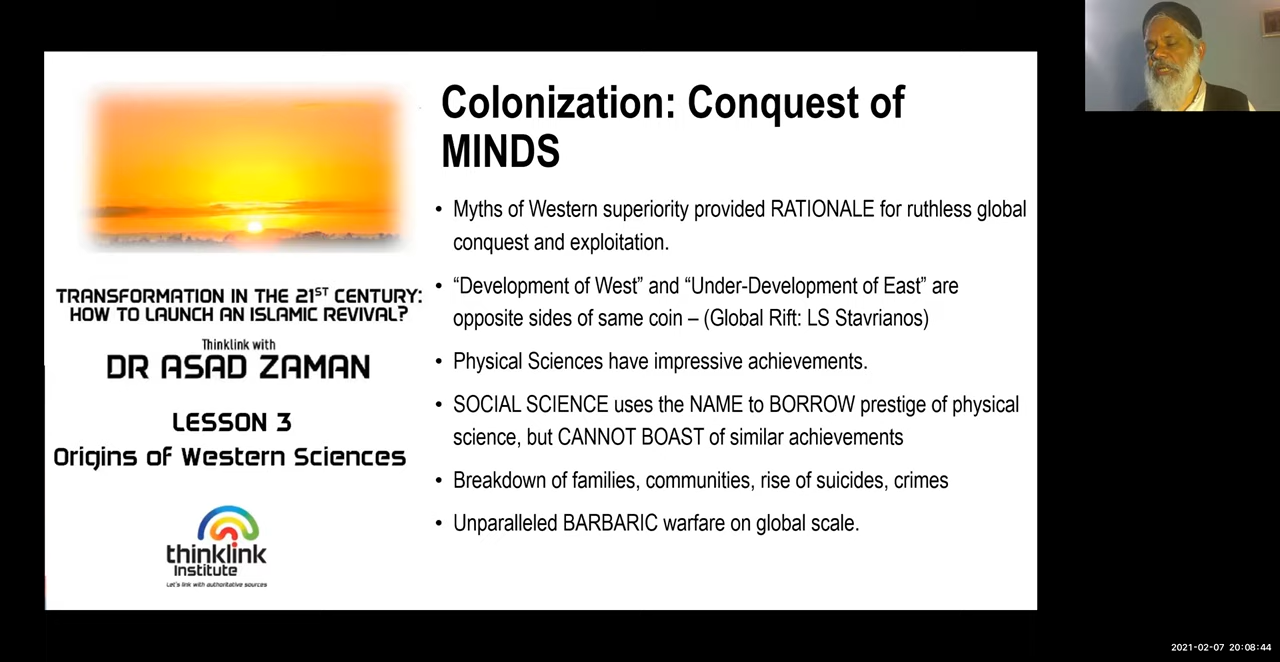 Colonization: Conquest of
MINDS
• Myths of Western superiority provided RATIONALE for ruthless global
conquest and exploitation.
• “Development of West” and “Under-Development of East” are
opposite sides of same coin – (Global Rift: LS Stavrianos)
• Physical Sciences have impressive achievements.
• SOCIAL SCIENCE uses the NAME to BORROW prestige of physical
science, but CANNOT BOAST of similar achievements
• Breakdown of families, communities, rise of suicides, crimes
• Unparalleled BARBARIC warfare on global scale.
TRANSFORMATION IN THE 21ST CENTURY:
HOW TO LAUNCH AN ISLAMIC REVIVAL?
Thinklink with
DR ASAD ZAMAN
LESSON 3
Origins of Western Sciences
thinklink
Institute
Let's link with authoritative sources
2021-02-07 20:08:44